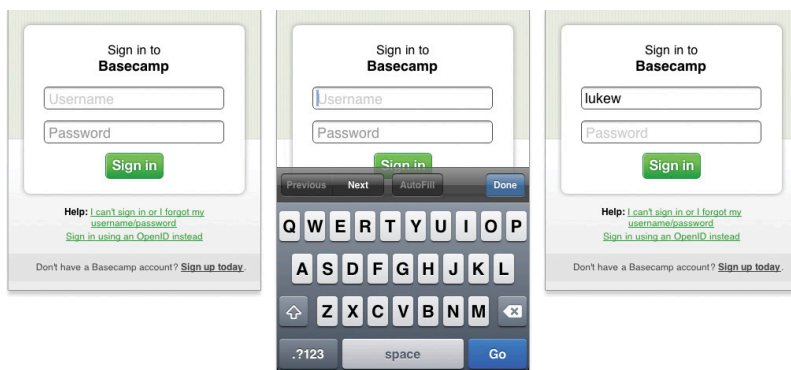 Sign in to
Basecamp
Username
Password
Sign in
Help: I can't sign in or I forgot my
username/password
Sign in using an OpenID instead
Don't have a Basecamp account? Sign up today.
Sign in to
Basecamp
Username
Password
Sign in
Previous Next AutoFill Done
Q W E R T Y U I O P
A S D F G H J K L
Z X C V B N M
.?123 space Go
Sign in to
Basecamp
lukew
Password
Sign in
Help: I can't sign in or I forgot my
username/password
Sign in using an OpenID instead
Don't have a Basecamp account? Sign up today.